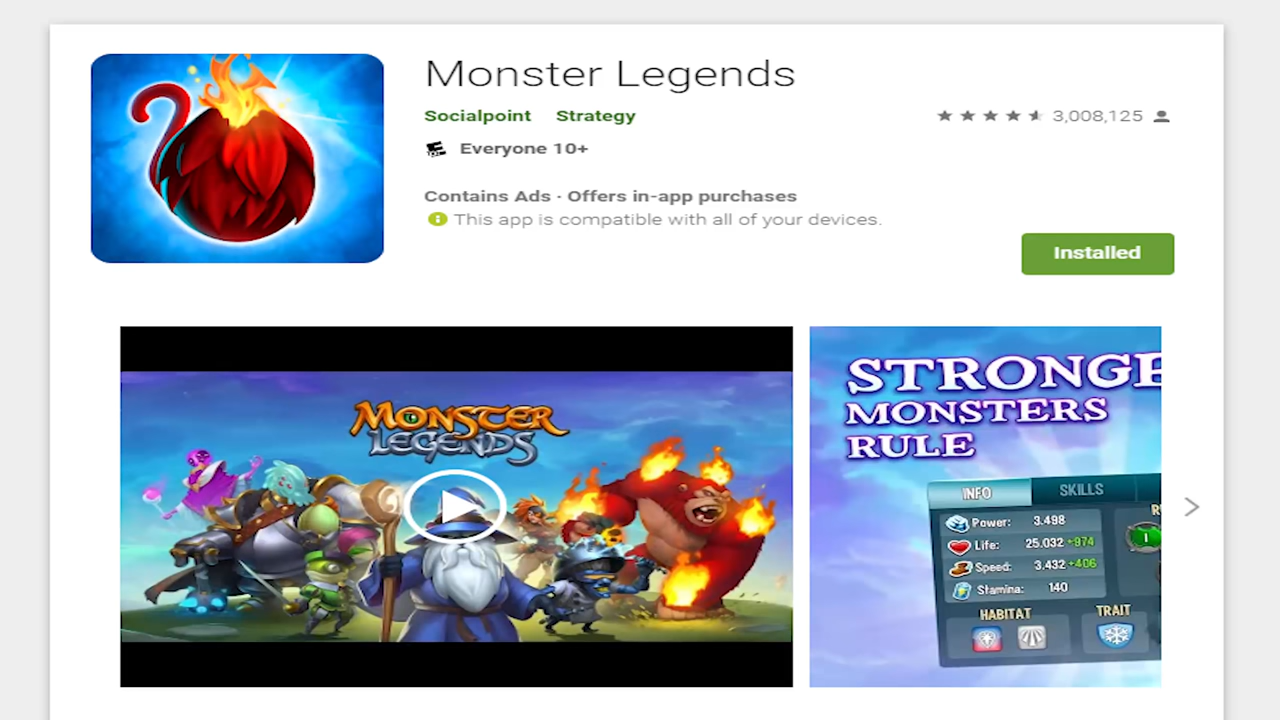 Monster Legends
Socialpoint Strategy
3,008,125
Everyone 10+
Contains Ads · Offers in-app purchases
This app is compatible with all of your devices.
Installed
MONSTER
LEGENDS
STRONGE
MONSTERS
RULE
INFO SKILLS
Power: 3.498
Life: 25.032 +974
Speed: 3.432 +406
Stamina: 140
HABITAT TRAIT